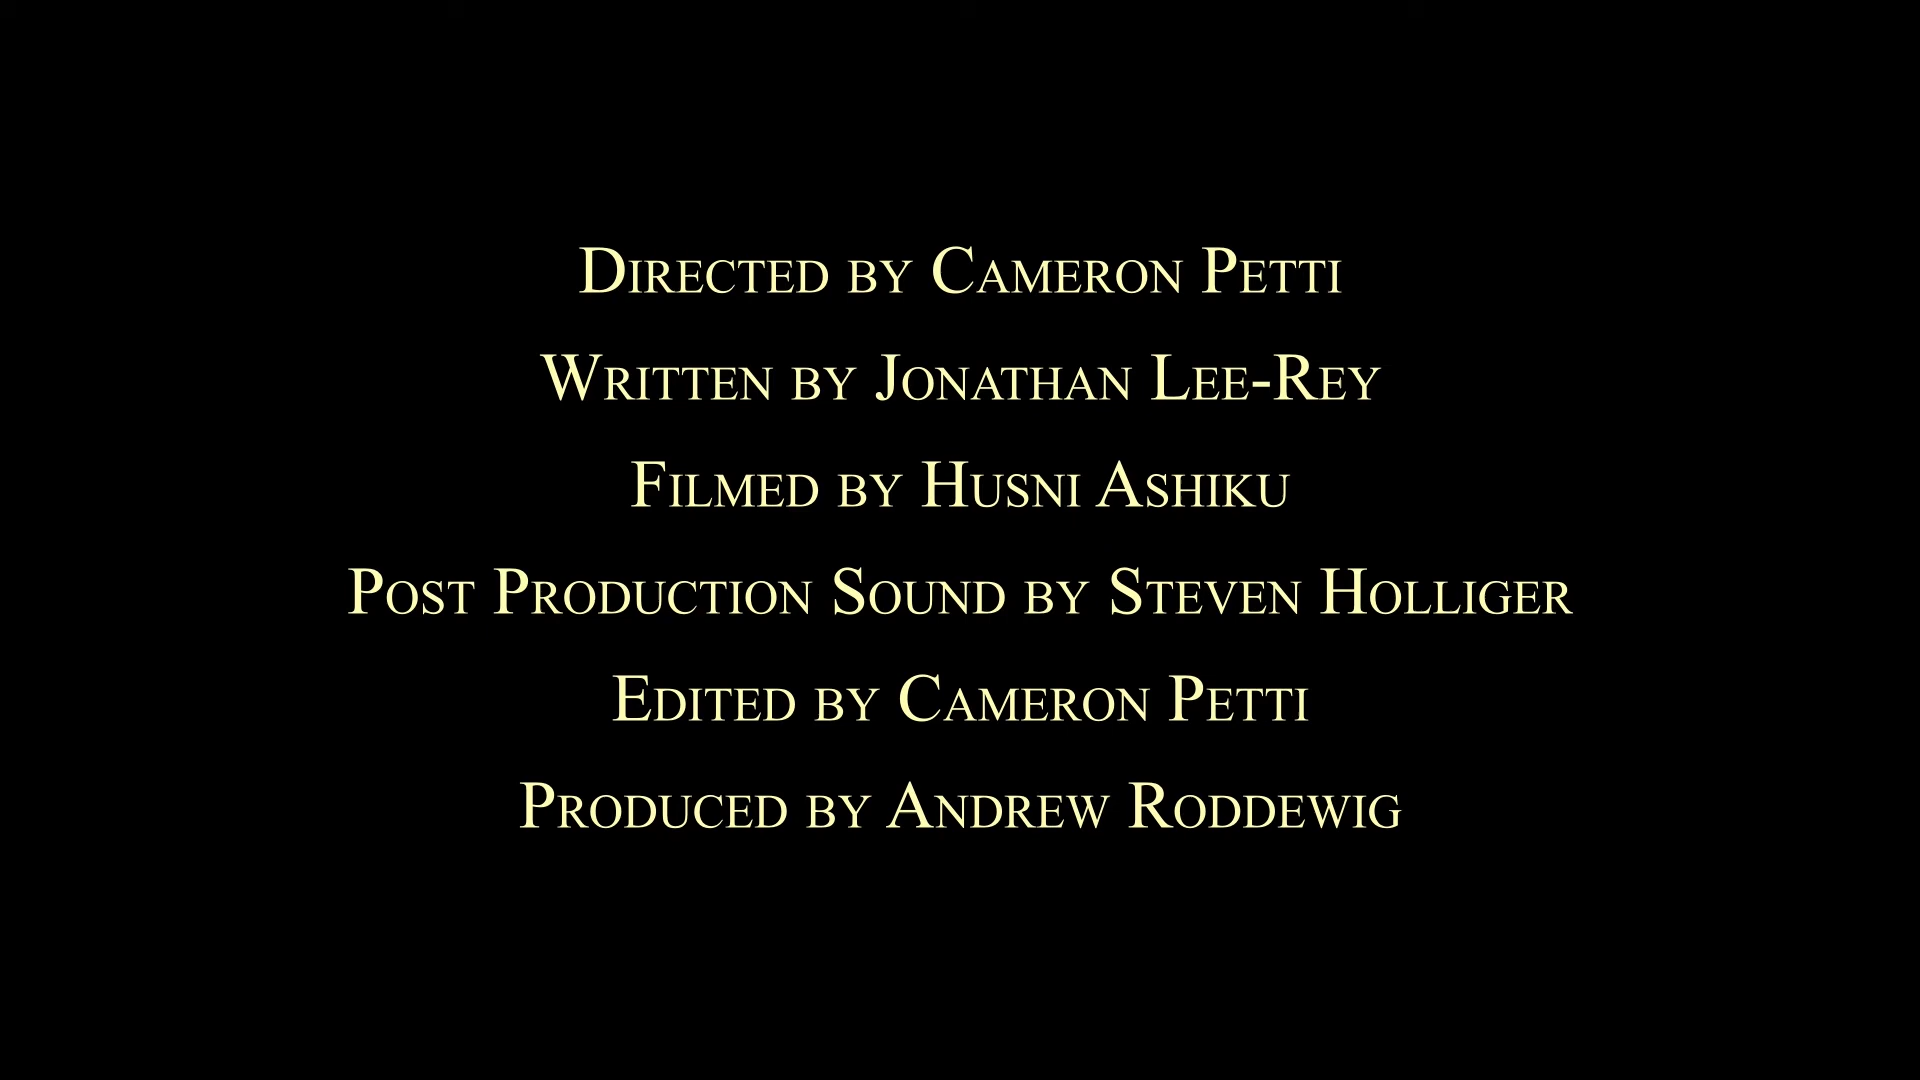 Directed by Cameron Petti
Written by Jonathan Lee-Rey
Filmed by Husni Ashiku
Post Production Sound by Steven Holliger
Edited by Cameron Petti
Produced by Andrew Roddewig